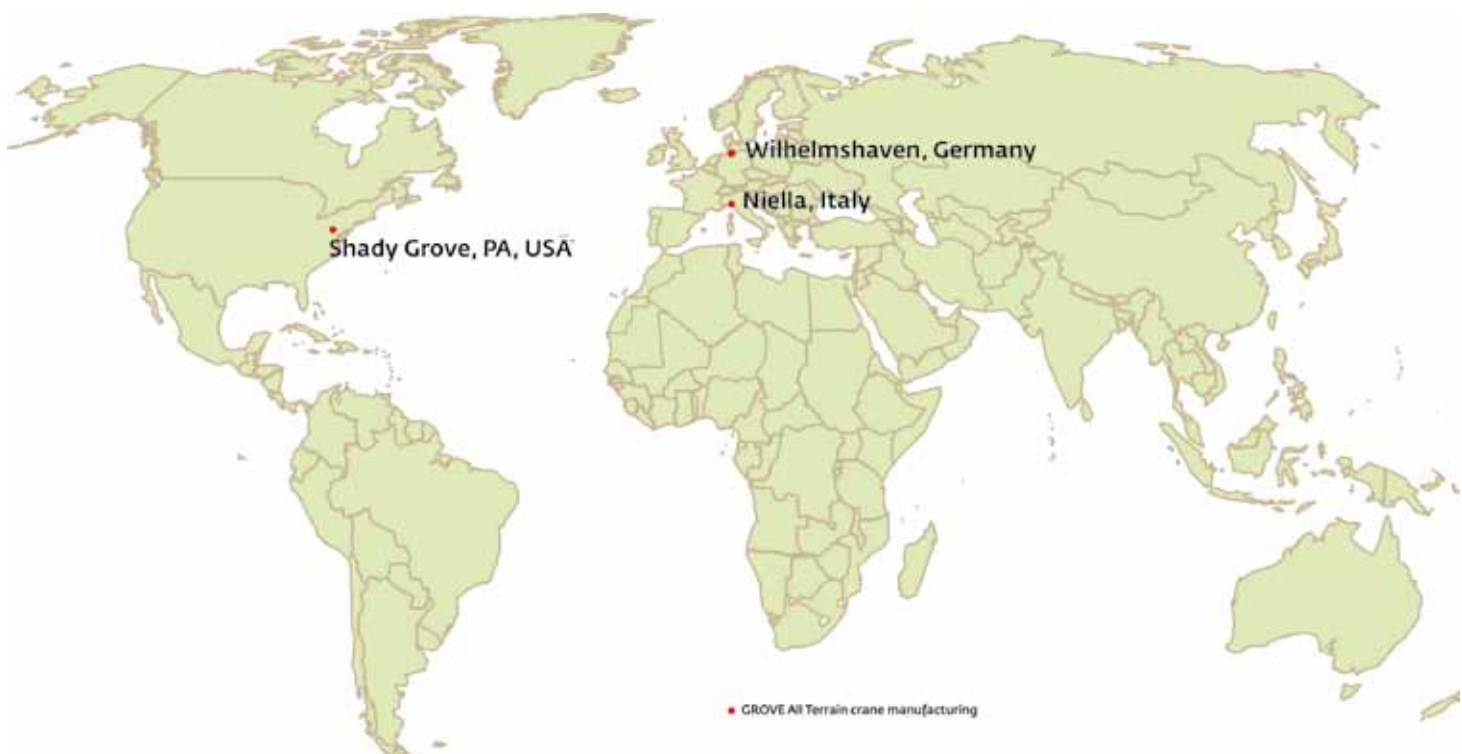 Wilhelmshaven, Germany
Niella, Italy
Shady Grove, PA, USA
GROVE All Terrain crane manufacturing